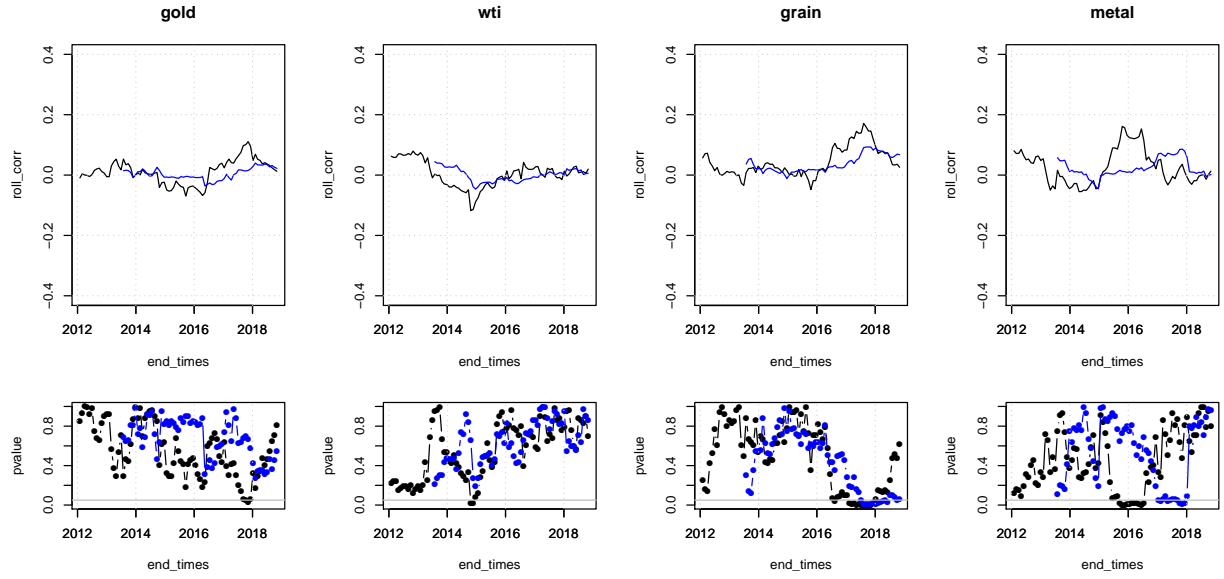 gold wti grain metal
roll_corr roll_corr roll_corr roll_corr
0.4 0.4 0.4 0.4
0.2 0.2 0.2 0.2
0.0 0.0 0.0 0.0
−0.2 −0.2 −0.2 −0.2
−0.4 −0.4 −0.4 −0.4
2012 2014 2016 2018 2012 2014 2016 2018 2012 2014 2016 2018 2012 2014 2016 2018
end_times end_times end_times end_times
pvalue pvalue pvalue pvalue
0.8 0.8 0.8 0.8
0.4 0.4 0.4 0.4
0.0 0.0 0.0 0.0
2012 2014 2016 2018 2012 2014 2016 2018 2012 2014 2016 2018 2012 2014 2016 2018
end_times end_times end_times end_times